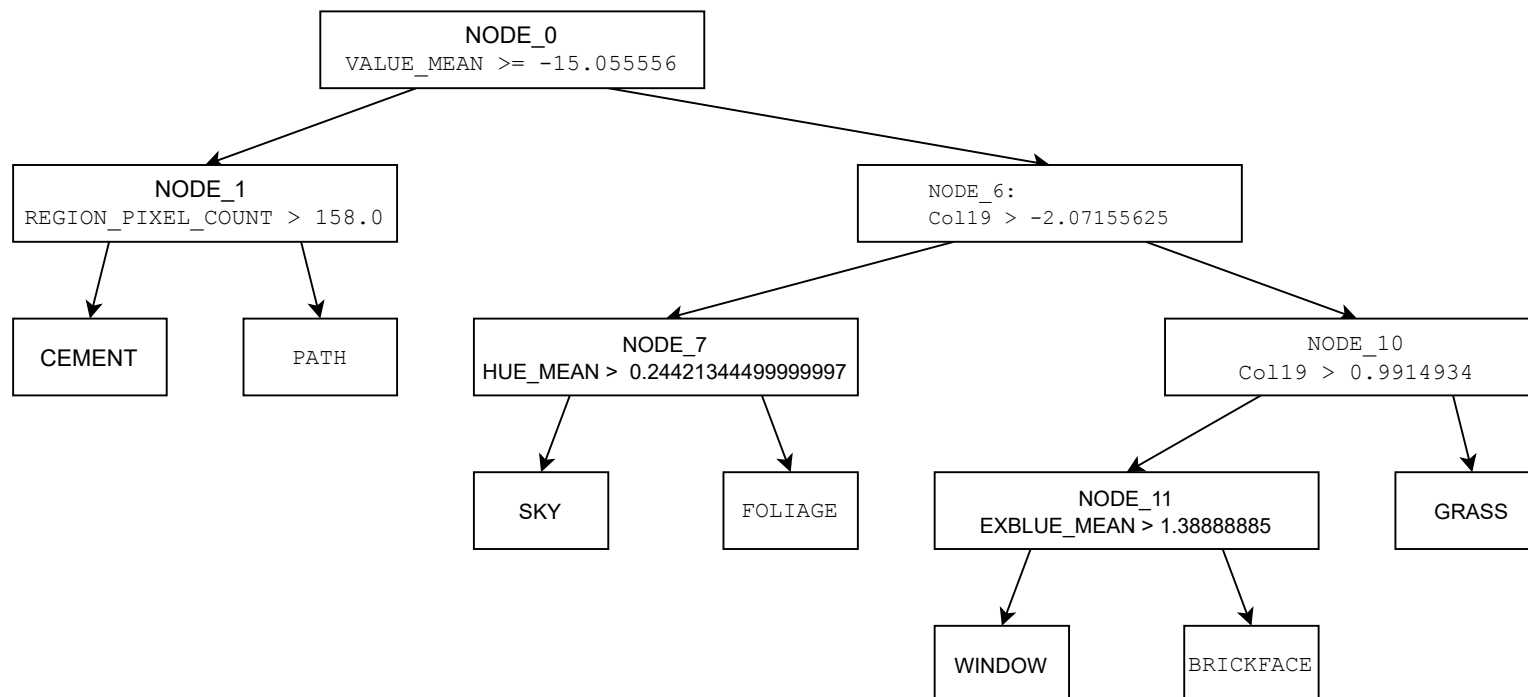 NODE_0
VALUE_MEAN >= -15.055556
NODE_1
REGION_PIXEL_COUNT > 158.0
NODE_6:
Col19 > -2.07155625
CEMENT
PATH
NODE_7
HUE_MEAN > 0.24421344499999997
NODE_10
Col19 > 0.9914934
SKY
FOLIAGE
NODE_11
EXBLUE_MEAN > 1.38888885
GRASS
WINDOW
BRICKFACE